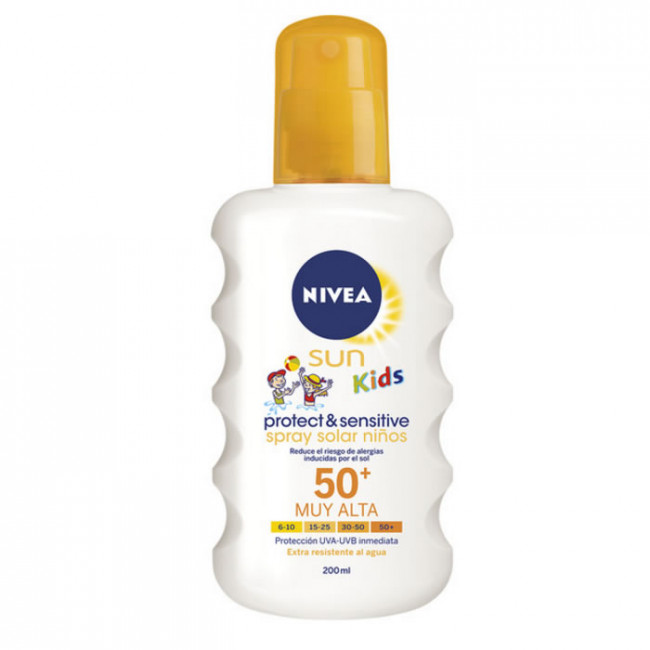 NIVEA
sun
Kids
protect & sensitive
spray solar niños
Reduce el riesgo de alergias
inducidas por el sol
50+
MUY ALTA
6-10 15-25 30-50 50+
Protección UVA-UVB inmediata
Extra resistente al agua
200ml